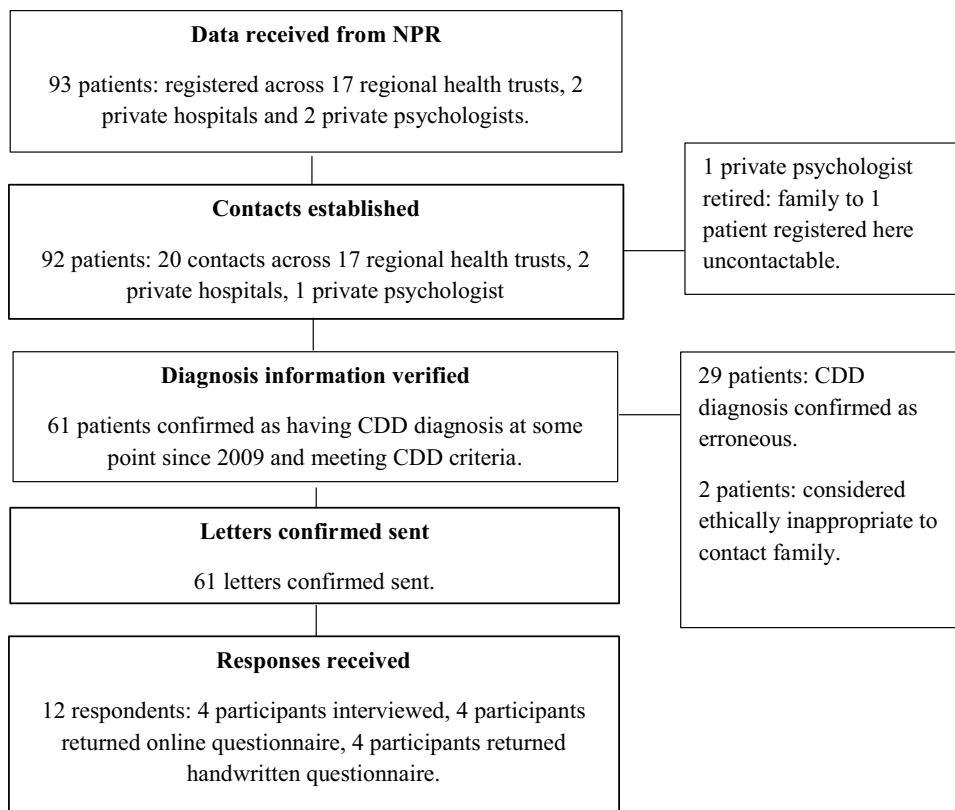 Data received from NPR
93 patients: registered across 17 regional health trusts, 2
private hospitals and 2 private psychologists.
1 private psychologist
retired: family to 1
patient registered here
uncontactable.
Contacts established
92 patients: 20 contacts across 17 regional health trusts, 2
private hospitals, 1 private psychologist
Diagnosis information verified
61 patients confirmed as having CDD diagnosis at some
point since 2009 and meeting CDD criteria.
29 patients: CDD
diagnosis confirmed as
erroneous.
2 patients: considered
ethically inappropriate to
contact family.
Letters confirmed sent
61 letters confirmed sent.
Responses received
12 respondents: 4 participants interviewed, 4 participants
returned online questionnaire, 4 participants returned
handwritten questionnaire.